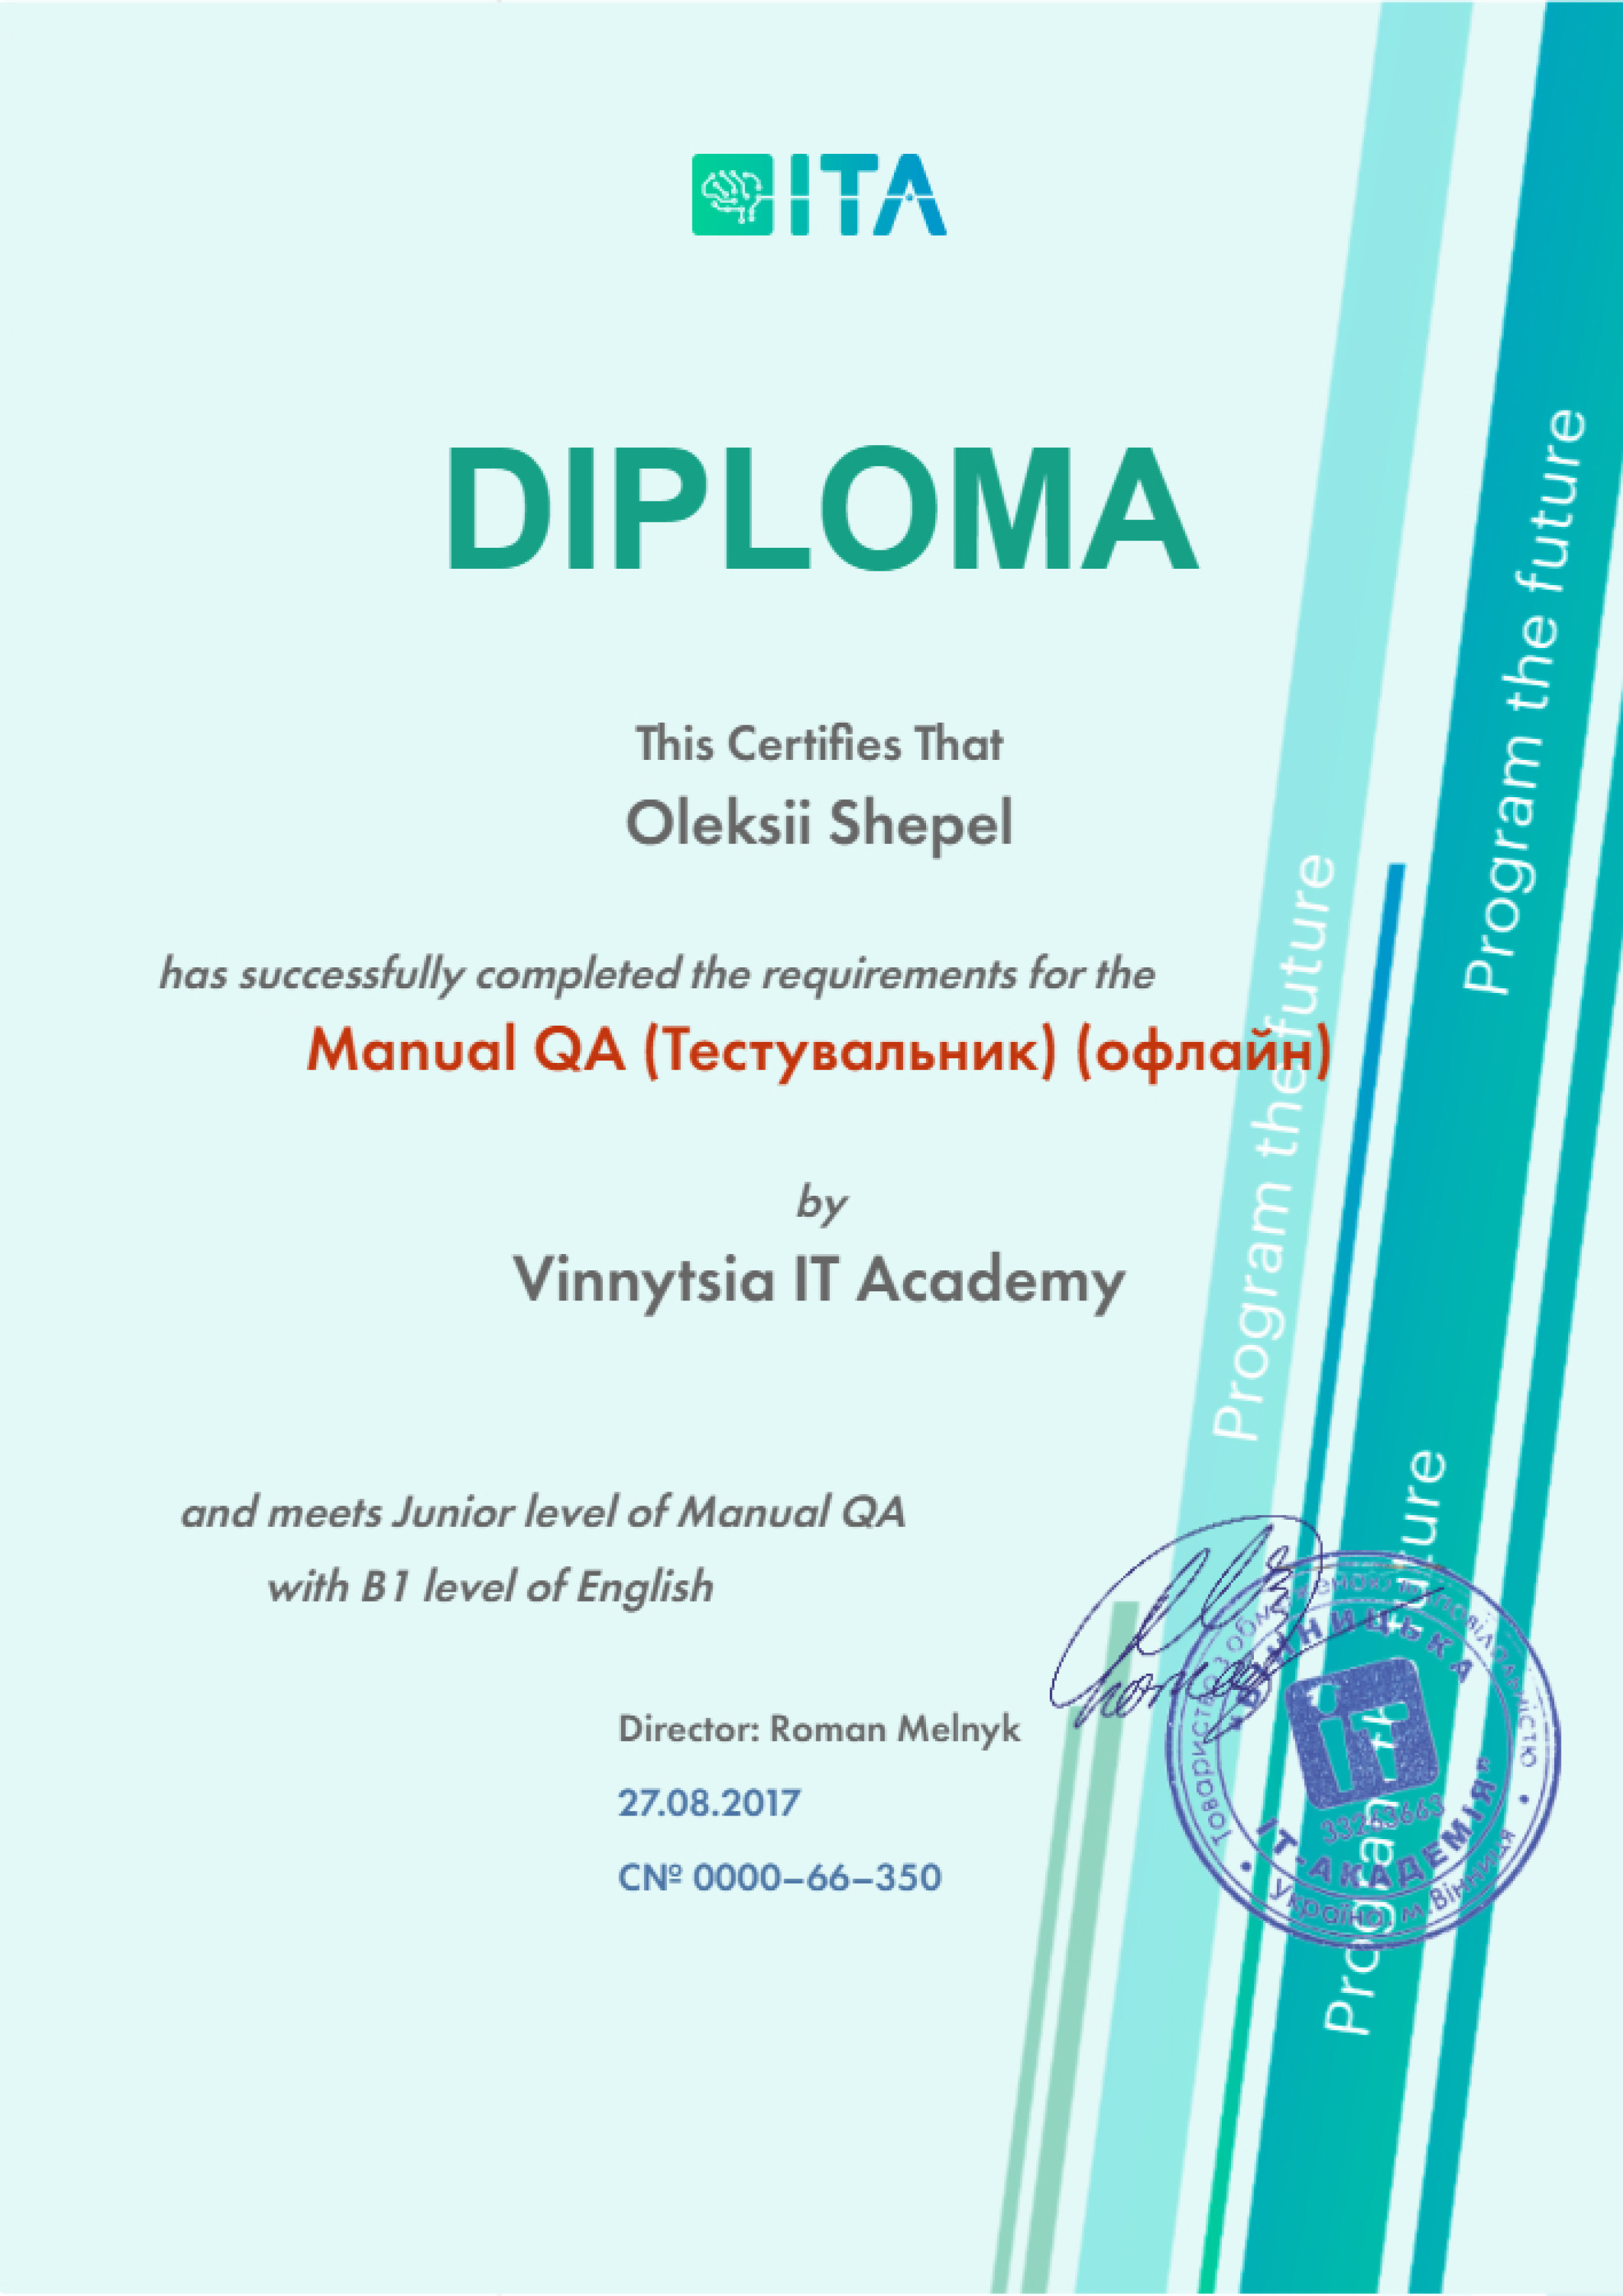 ITA
DIPLOMA
This Certifies That
Oleksii Shepel
has successfully completed the requirements for the
Manual QA (Тестувальник) (офлайн)
by
Vinnytsia IT Academy
and meets Junior level of Manual QA
with B1 level of English
Director: Roman Melnyk
27.08.2017
CNº 0000–66–350
Program the future
Program the future
Program the future
Товариство з обмеженою відповідальністю
"ВІННИЦЬКА
iT
33263663
ІТ-АКАДЕМІЯ"
Україна, м.Вінниця